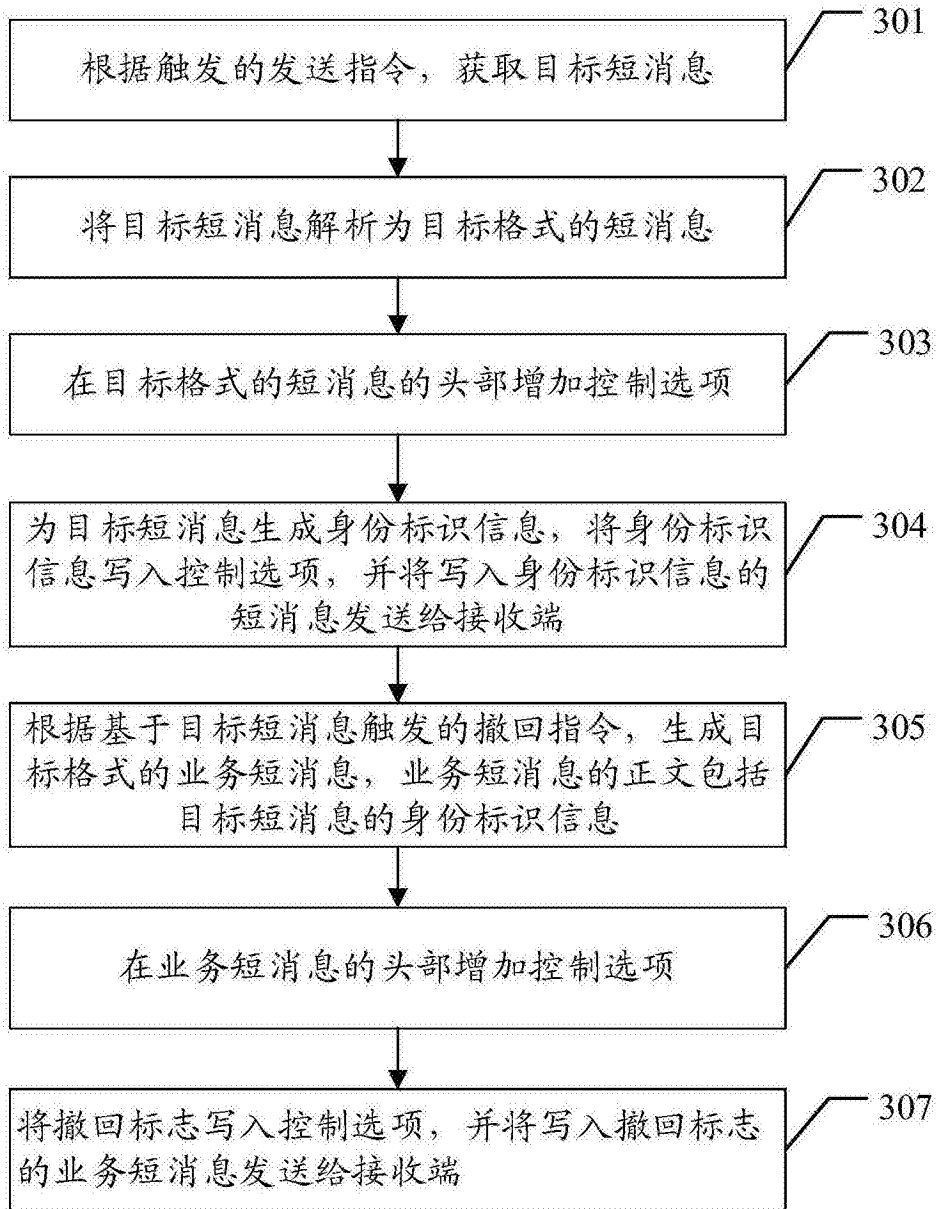 根据触发的发送指令，获取目标短消息
301
将目标短消息解析为目标格式的短消息
302
在目标格式的短消息的头部增加控制选项
303
为目标短消息生成身份标识信息，将身份标识
信息写入控制选项，并将写入身份标识信息的
短消息发送给接收端
304
根据基于目标短消息触发的撤回指令，生成目
标格式的业务短消息，业务短消息的正文包括
目标短消息的身份标识信息
305
在业务短消息的头部增加控制选项
306
将撤回标志写入控制选项，并将写入撤回标志
的业务短消息发送给接收端
307